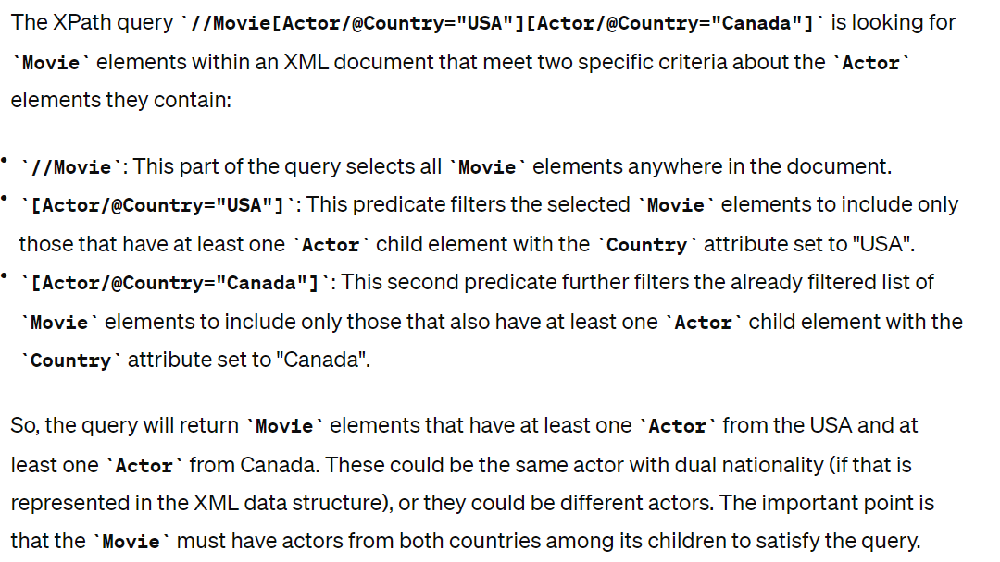 The XPath query `//Movie[Actor/@Country="USA"][Actor/@Country="Canada"]` is looking for
`Movie` elements within an XML document that meet two specific criteria about the `Actor`
elements they contain:
• `//Movie`: This part of the query selects all `Movie` elements anywhere in the document.
• `[Actor/@Country="USA"]`: This predicate filters the selected `Movie` elements to include only
those that have at least one `Actor` child element with the `Country` attribute set to "USA".
• `[Actor/@Country="Canada"]`: This second predicate further filters the already filtered list of
`Movie` elements to include only those that also have at least one `Actor` child element with the
`Country` attribute set to "Canada".
So, the query will return `Movie` elements that have at least one `Actor` from the USA and at
least one `Actor` from Canada. These could be the same actor with dual nationality (if that is
represented in the XML data structure), or they could be different actors. The important point is
that the `Movie` must have actors from both countries among its children to satisfy the query.